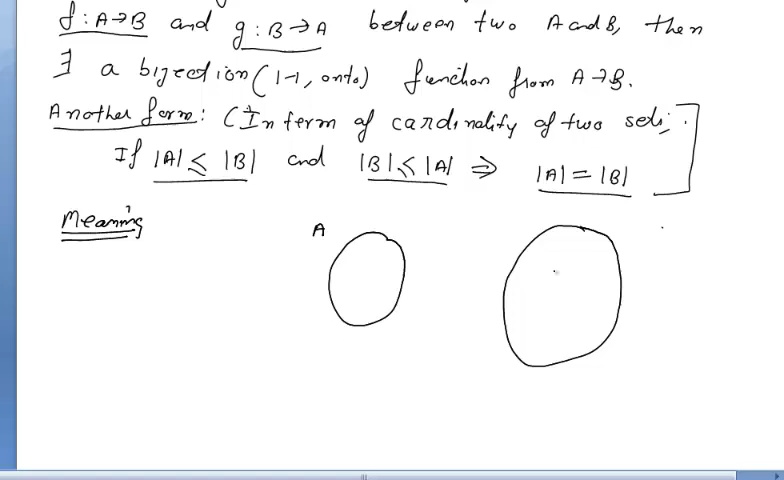 f : A→B and g : B→A between two A and B, then
∃ a bijection (1-1, onto) function from A→B.
Another form: (In term of cardinality of two sets;
If |A| ≤ |B| and |B| ≤ |A| ⇒ |A| = |B|
Meaning
A